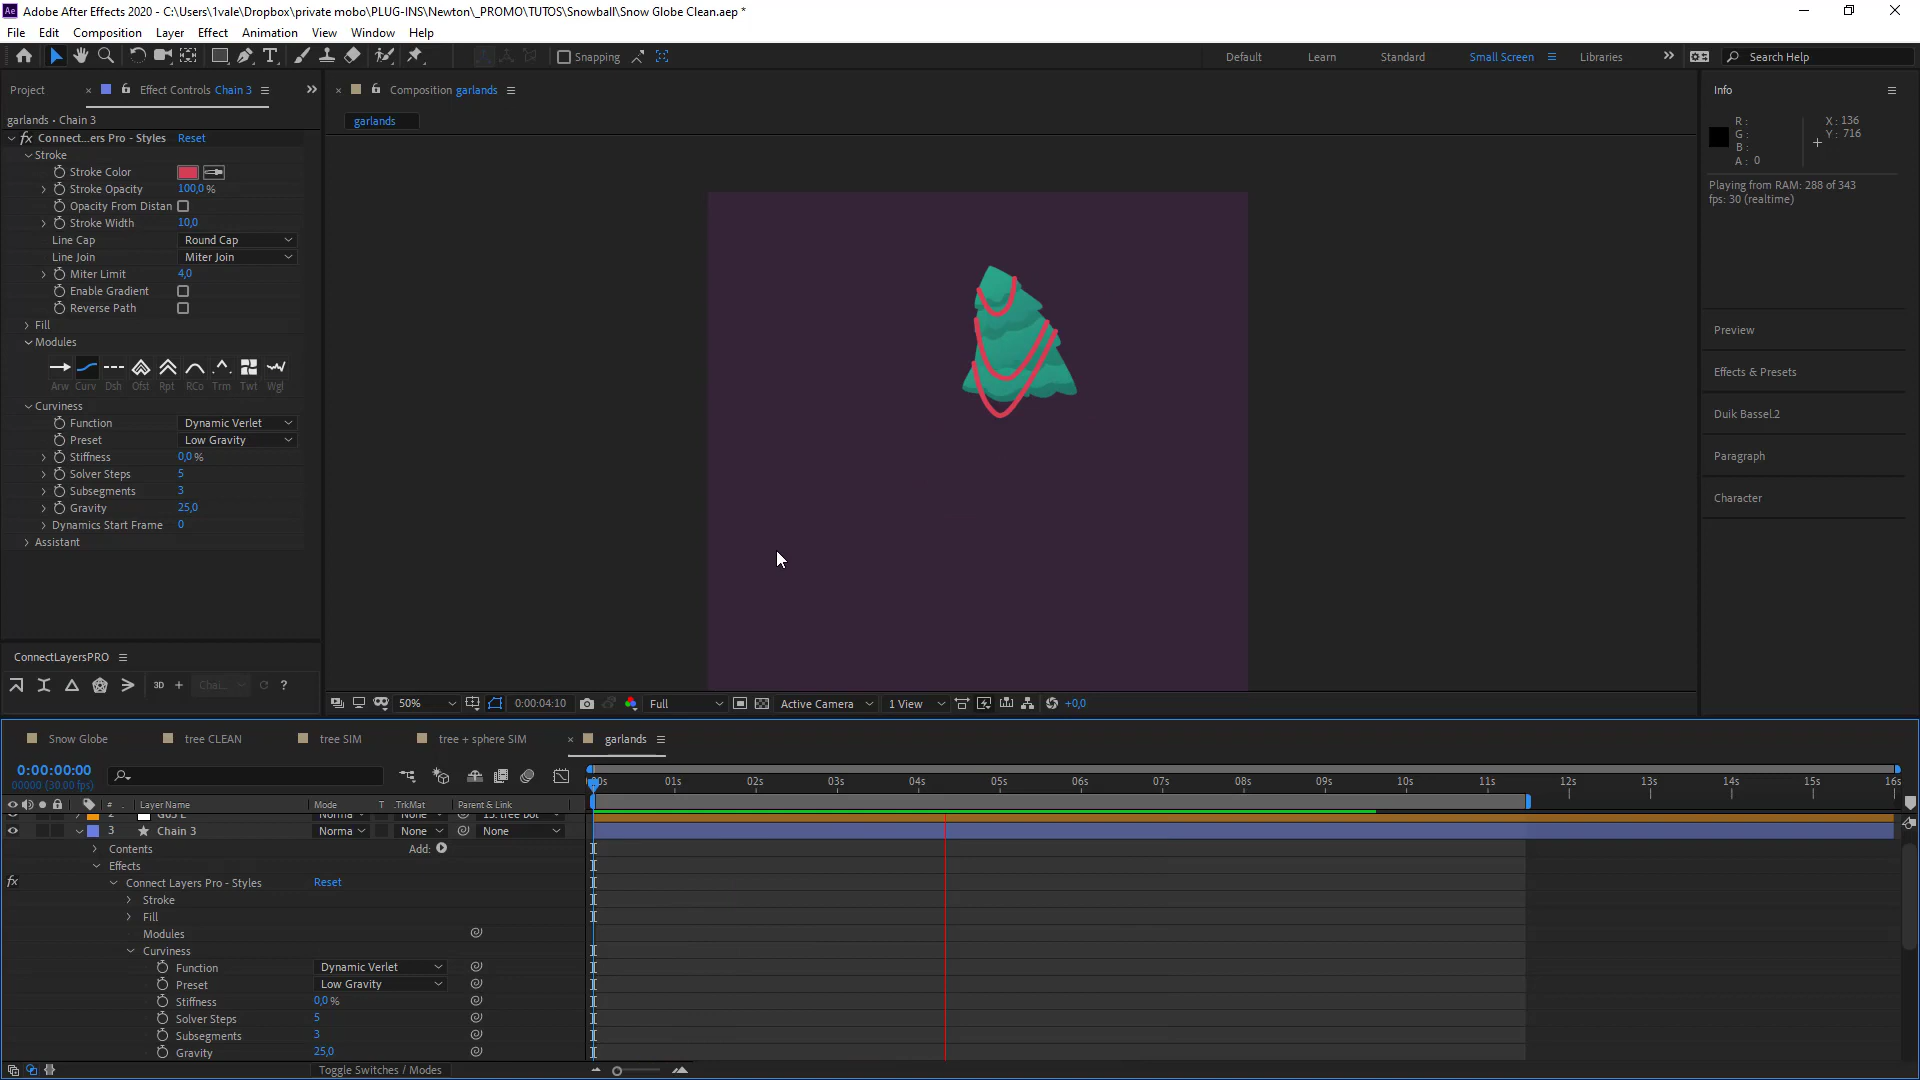 Adobe After Effects 2020 - C:\Users\1vale\Dropbox\private mobo\PLUG-INS\Newton\_PROMO\TUTOS\Snowball\Snow Globe Clean.aep *
File Edit Composition Layer Effect Animation View Window Help
Snapping Default Learn Standard Small Screen Libraries Search Help
Project Effect Controls Chain 3
Composition garlands
Info
garlands • Chain 3
garlands
R :
G :
B :
A : 0
X : 136
Y : 716
Connect...ers Pro - Styles Reset
Stroke
Stroke Color
Stroke Opacity 100,0 %
Opacity From Distan
Stroke Width 10,0
Line Cap Round Cap
Line Join Miter Join
Miter Limit 4,0
Enable Gradient
Reverse Path
Fill
Modules
Arw Curv Dsh Ofst Rpt RCo Trm Twt Wgl
Curviness
Function Dynamic Verlet
Preset Low Gravity
Stiffness 0,0 %
Solver Steps 5
Subsegments 3
Gravity 25,0
Dynamics Start Frame 0
Assistant
Playing from RAM: 288 of 343
fps: 30 (realtime)
Preview
Effects & Presets
Duik Bassel.2
Paragraph
Character
ConnectLayersPRO
3D + Chai... ?
50% 0:00:04:10 Full Active Camera 1 View +0,0
Snow Globe tree CLEAN tree SIM tree + sphere SIM garlands
0:00:00:00
00000 (30.00 fps)
01s 02s 03s 04s 05s 06s 07s 08s 09s 10s 11s 12s 13s 14s 15s 16s
# Layer Name Mode T .TrkMat Parent & Link
3 Chain 3 Norma None None
Contents Add:
Effects
Connect Layers Pro - Styles Reset
Stroke
Fill
Modules
Curviness
Function Dynamic Verlet
Preset Low Gravity
Stiffness 0,0 %
Solver Steps 5
Subsegments 3
Gravity 25,0
Toggle Switches / Modes